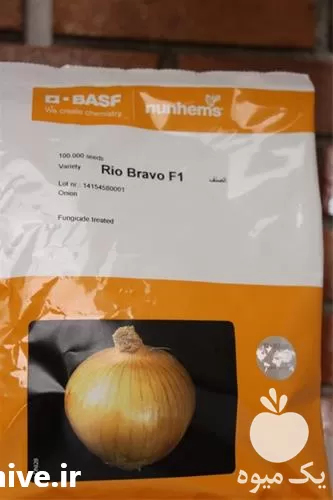 BASF
We create chemistry
nunhems
100.000 seeds
Variety Rio Bravo F1 الصنف
Lot nr.: 14154580001
Onion
Fungicide treated
یک میوه
hive.ir